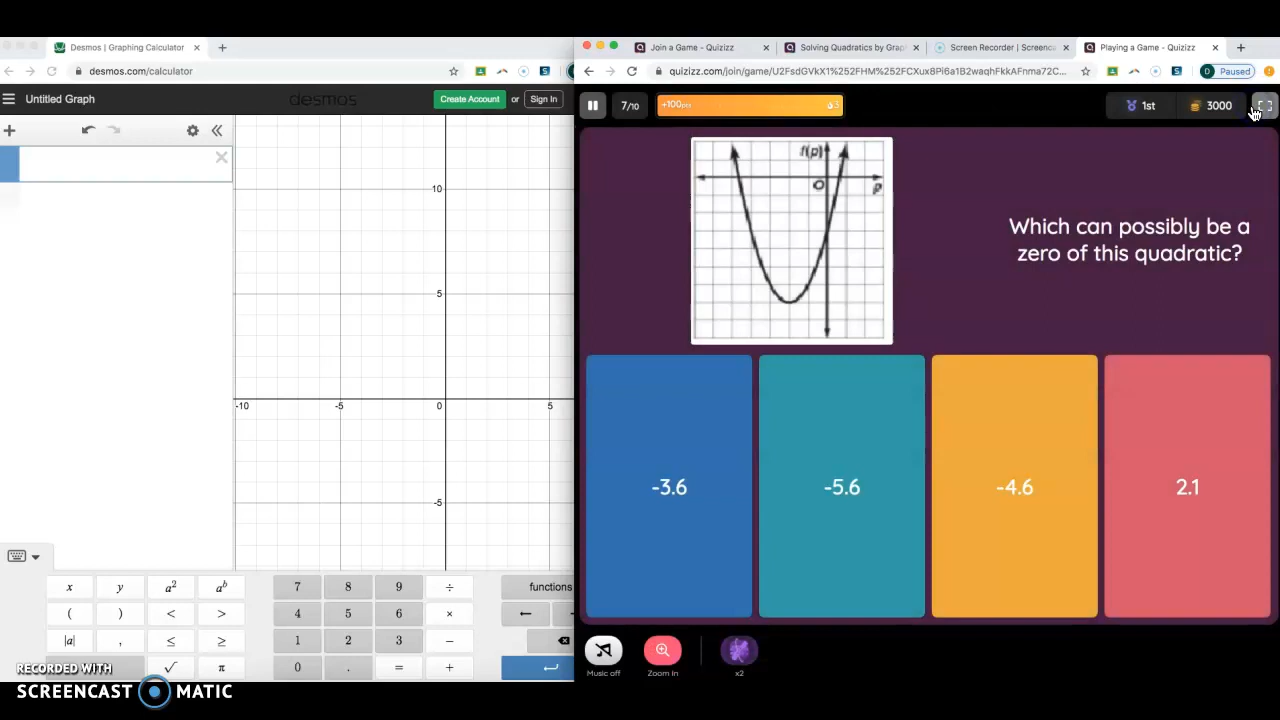 Desmos | Graphing Calculator
desmos.com/calculator
Untitled Graph
desmos
Create Account
or
Sign In
10
5
-10
-5
0
5
-5
functions
x
y
a²
aᵇ
7
8
9
÷
(
)
<
>
4
5
6
×
|a|
,
≤
≥
1
2
3
−
√
π
0
.
=
+
RECORDED WITH
SCREENCAST MATIC
Join a Game - Quizizz
Solving Quadratics by Grap
Screen Recorder | Screenca
Playing a Game - Quizizz
D Paused
7/10
+100pts
1st
3000
f(p)
O
p
Which can possibly be a
zero of this quadratic?
-3.6
-5.6
-4.6
2.1
Music off
Zoom In
x2